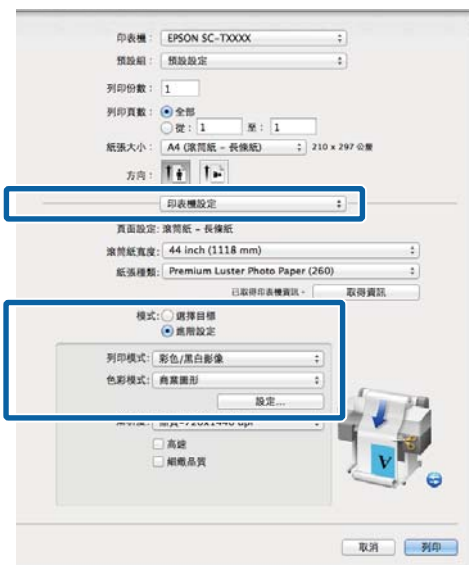 印表機： EPSON SC-TXXXX
預設組： 預設設定
列印份數： 1
列印頁數： 全部
從： 1 至： 1
紙張大小： A4 (滾筒紙 – 長條紙) 210 x 297 公釐
方向：
印表機設定
頁面設定: 滾筒紙 – 長條紙
滾筒紙寬度: 44 inch (1118 mm)
紙張種類: Premium Luster Photo Paper (260)
已取得印表機資訊。 取得資訊
模式: 選擇目標
進階設定
列印模式: 彩色/黑白影像
色彩模式: 商業圖形
設定...
品質-720x1440 dpi
高速
細緻品質
A
取消 列印